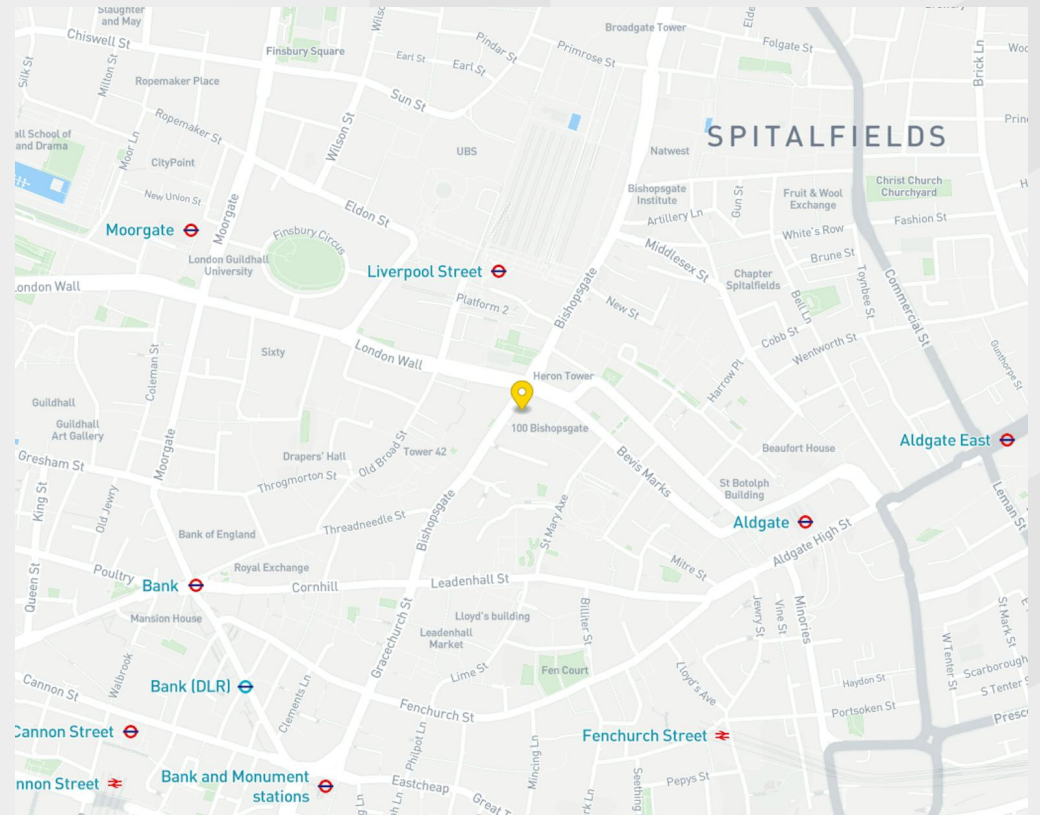 Slaughter
and May
Wilso
Broadgate Tower
Elde
Chiswell St
Finsbury Square
Pindar St
Primrose St
Folgate St
Brick Ln
Silk St
Milton St
Ropemaker Place
Earl St
Earl St
Sun St
Ropemaker St
Wilson St
all School of
and Drama
Moor Ln
CityPoint
UBS
Natwest
SPITALFIELDS
Prin
New Union St
Bishopsgate
Institute
Gun St
Fruit & Wool
Exchange
Christ Church
Churchyard
Moorgate
Moorgate
Eldon St
Artillery Ln
Fashion St
Finsbury Circus
White's Row
London Guildhall
University
Middlesex St
Brune St
Liverpool Street
Chapter
Spitalfields
Toynbee St
Commercial St
ondon Wall
Platform 2
Bishopsgate
New St
Bell Ln
Cobb St
Wentworth St
Sixty
London Wall
Coleman St
Gunthorpe St
Heron Tower
Harrow Pl
Guildhall
Guildhall
Art Gallery
100 Bishopsgate
Moorgate
Drapers' Hall
Old Broad St
Tower 42
Beaufort House
Aldgate East
Gresham St
Throgmorton St
Bevis Marks
St Botolph
Building
King St
Old Jewry
Bishopsgate
Leman St
Threadneedle St
St Mary Axe
Aldgate
Aldgate High St
Bank of England
Royal Exchange
Mitre St
Queen St
Poultry
Bank
Cornhill
Leadenhall St
Mansion House
Gracechurch St
Lloyd's building
Billiter St
Jewry St
Vine St
Minories
St Mark St
Leadenhall
Market
W Tenter St
Walbrook
Lime St
Fen Court
Lloyd's Ave
Scarborough
Cannon St
Bank (DLR)
Clements Ln
Haydon St
S Tenter S
Fenchurch St
Portsoken St
Presc
Cannon Street
Philpot Ln
Mincing Ln
Fenchurch Street
nnon Street
Bank and Monument
stations
Eastcheap
Seething
Pepys St
Great T
rk Ln